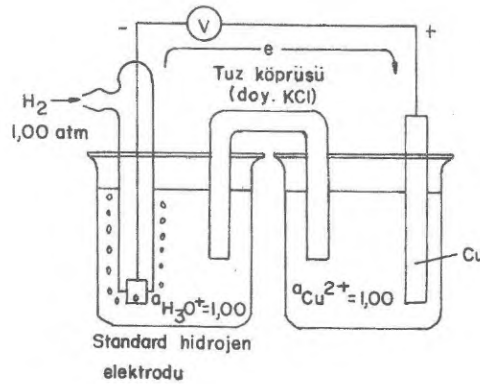 - V +
e
Tuz köprüsü
(doy. KCl)
H2
1,00 atm
Cu
aH3O+=1,00
aCu2+=1,00
Standard hidrojen
elektrodu